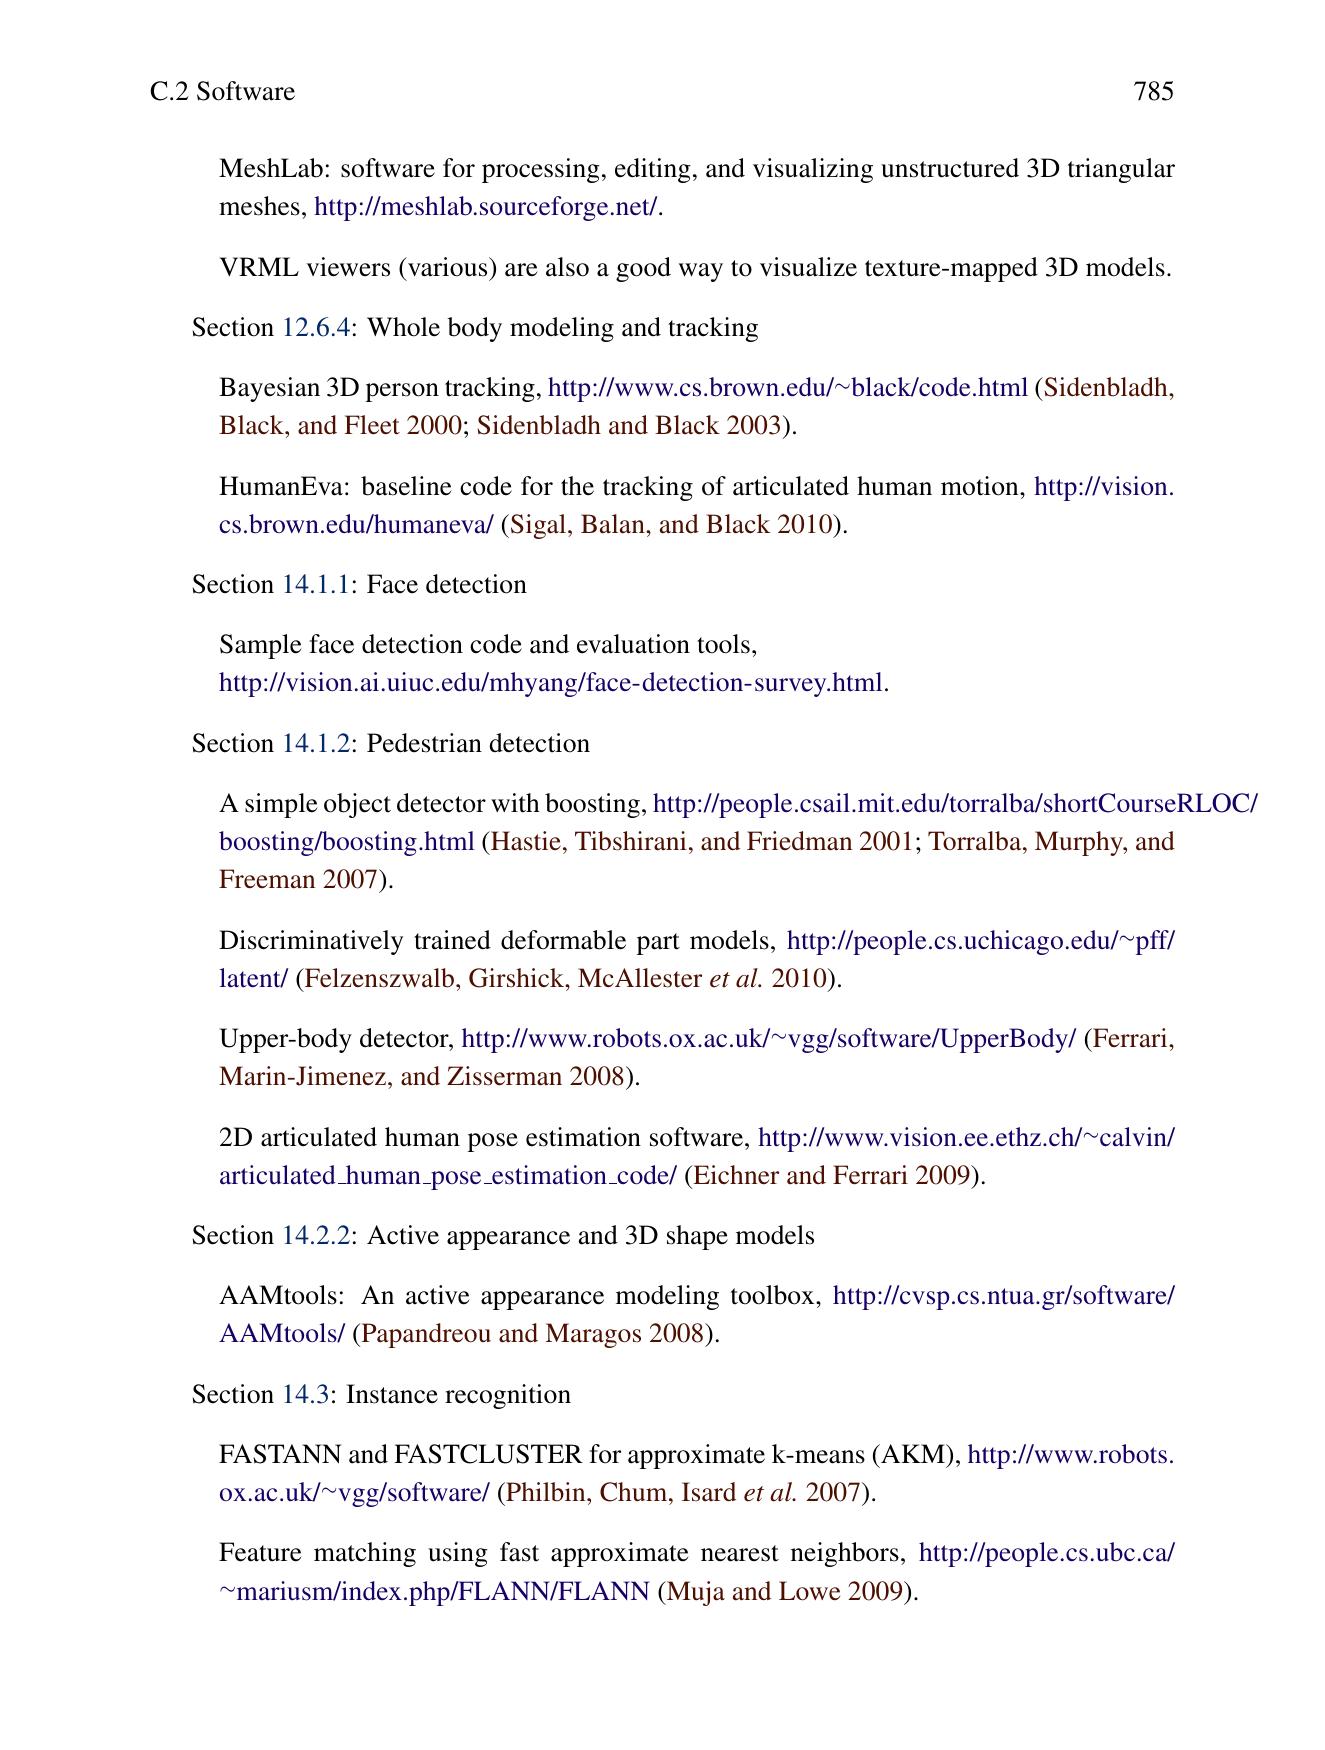 C.2 Software 785
MeshLab: software for processing, editing, and visualizing unstructured 3D triangular
meshes, http://meshlab.sourceforge.net/.
VRML viewers (various) are also a good way to visualize texture-mapped 3D models.
Section 12.6.4: Whole body modeling and tracking
Bayesian 3D person tracking, http://www.cs.brown.edu/~black/code.html (Sidenbladh,
Black, and Fleet 2000; Sidenbladh and Black 2003).
HumanEva: baseline code for the tracking of articulated human motion, http://vision.
cs.brown.edu/humaneva/ (Sigal, Balan, and Black 2010).
Section 14.1.1: Face detection
Sample face detection code and evaluation tools,
http://vision.ai.uiuc.edu/mhyang/face-detection-survey.html.
Section 14.1.2: Pedestrian detection
A simple object detector with boosting, http://people.csail.mit.edu/torralba/shortCourseRLOC/
boosting/boosting.html (Hastie, Tibshirani, and Friedman 2001; Torralba, Murphy, and
Freeman 2007).
Discriminatively trained deformable part models, http://people.cs.uchicago.edu/~pff/
latent/ (Felzenszwalb, Girshick, McAllester et al. 2010).
Upper-body detector, http://www.robots.ox.ac.uk/~vgg/software/UpperBody/ (Ferrari,
Marin-Jimenez, and Zisserman 2008).
2D articulated human pose estimation software, http://www.vision.ee.ethz.ch/~calvin/
articulated_human_pose_estimation_code/ (Eichner and Ferrari 2009).
Section 14.2.2: Active appearance and 3D shape models
AAMtools: An active appearance modeling toolbox, http://cvsp.cs.ntua.gr/software/
AAMtools/ (Papandreou and Maragos 2008).
Section 14.3: Instance recognition
FASTANN and FASTCLUSTER for approximate k-means (AKM), http://www.robots.
ox.ac.uk/~vgg/software/ (Philbin, Chum, Isard et al. 2007).
Feature matching using fast approximate nearest neighbors, http://people.cs.ubc.ca/
~mariusm/index.php/FLANN/FLANN (Muja and Lowe 2009).